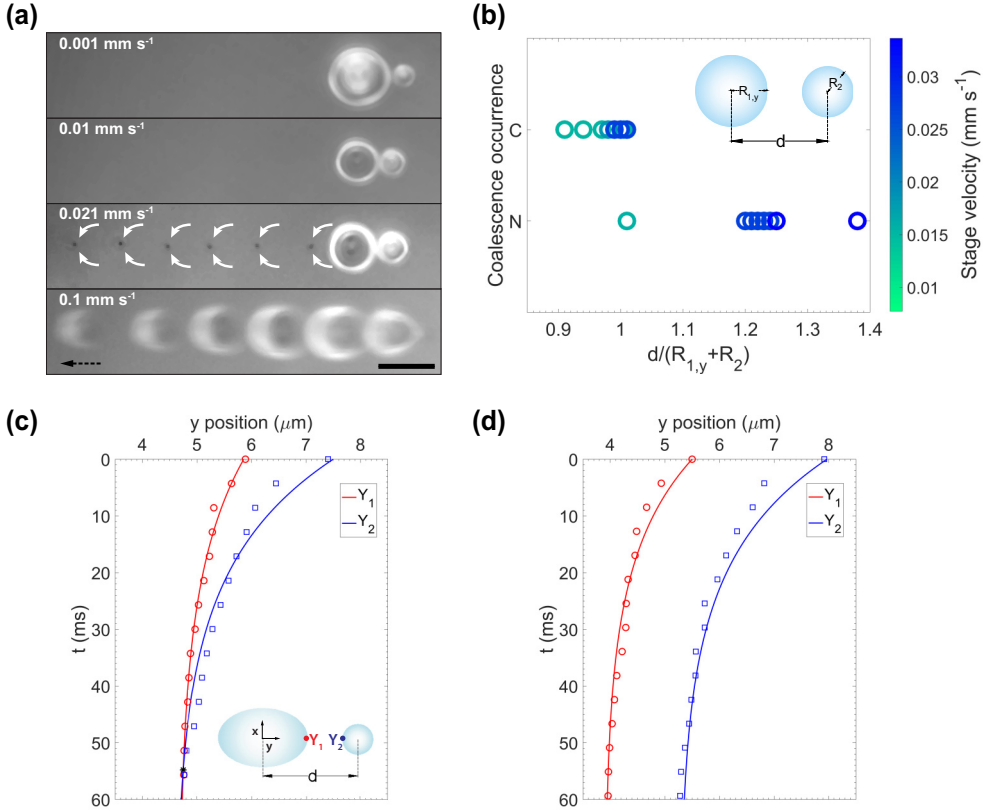 (a)
0.001 mm s⁻¹
0.01 mm s⁻¹
0.021 mm s⁻¹
0.1 mm s⁻¹
(b)
Coalescence occurrence
C
N
R₁,y
R₂
d
0.9 1 1.1 1.2 1.3 1.4
d/(R₁,y+R₂)
0.03
0.025
0.02
0.015
0.01
Stage velocity (mm s⁻¹)
(c)
y position (μm)
4 5 6 7 8
t (ms)
0
10
20
30
40
50
60
Y₁
Y₂
x
y
Y₁ Y₂
d
(d)
y position (μm)
4 5 6 7 8
t (ms)
0
10
20
30
40
50
60
Y₁
Y₂